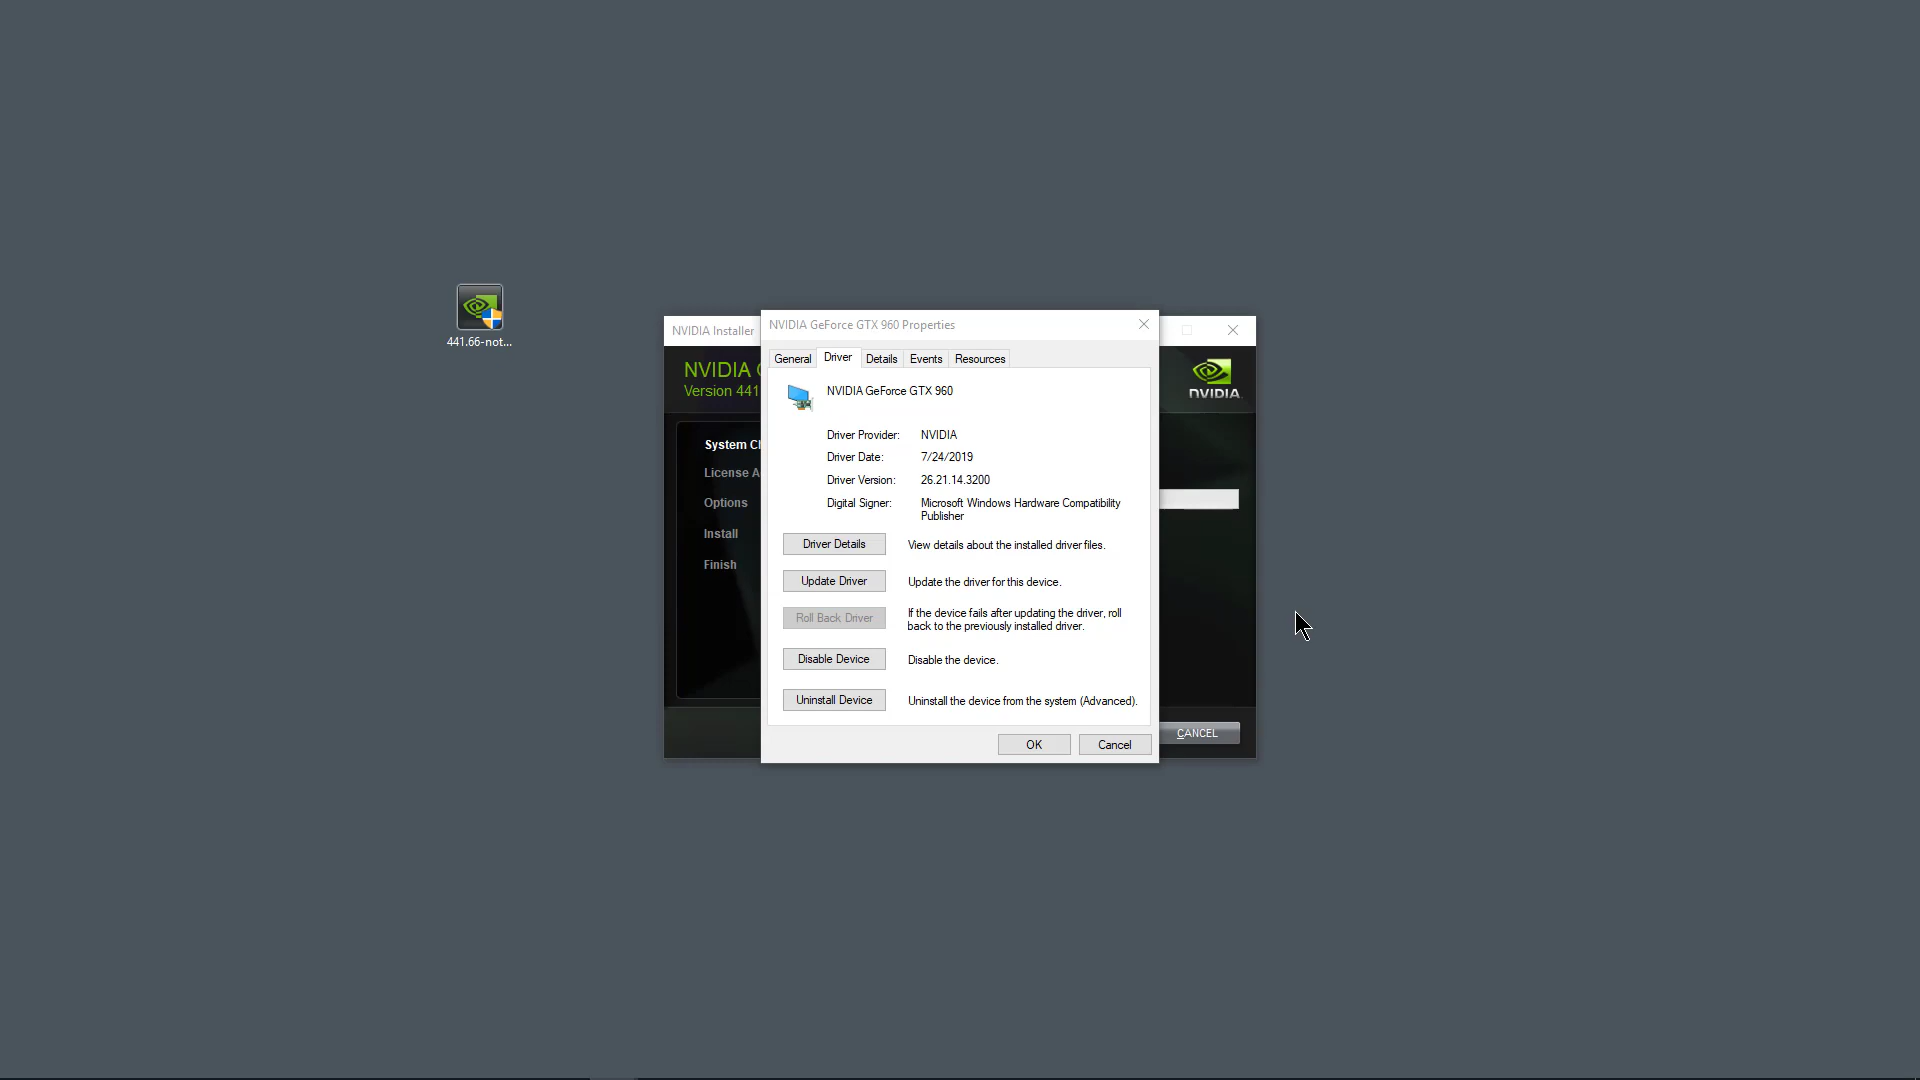 441.66-not...
NVIDIA Installer
NVIDIA
Version 441
NVIDIA
System
License
Options
Install
Finish
CANCEL
NVIDIA GeForce GTX 960 Properties
General
Driver
Details
Events
Resources
NVIDIA GeForce GTX 960
Driver Provider: NVIDIA
Driver Date: 7/24/2019
Driver Version: 26.21.14.3200
Digital Signer: Microsoft Windows Hardware Compatibility
Publisher
Driver Details
View details about the installed driver files.
Update Driver
Update the driver for this device.
Roll Back Driver
If the device fails after updating the driver, roll
back to the previously installed driver.
Disable Device
Disable the device.
Uninstall Device
Uninstall the device from the system (Advanced).
OK
Cancel